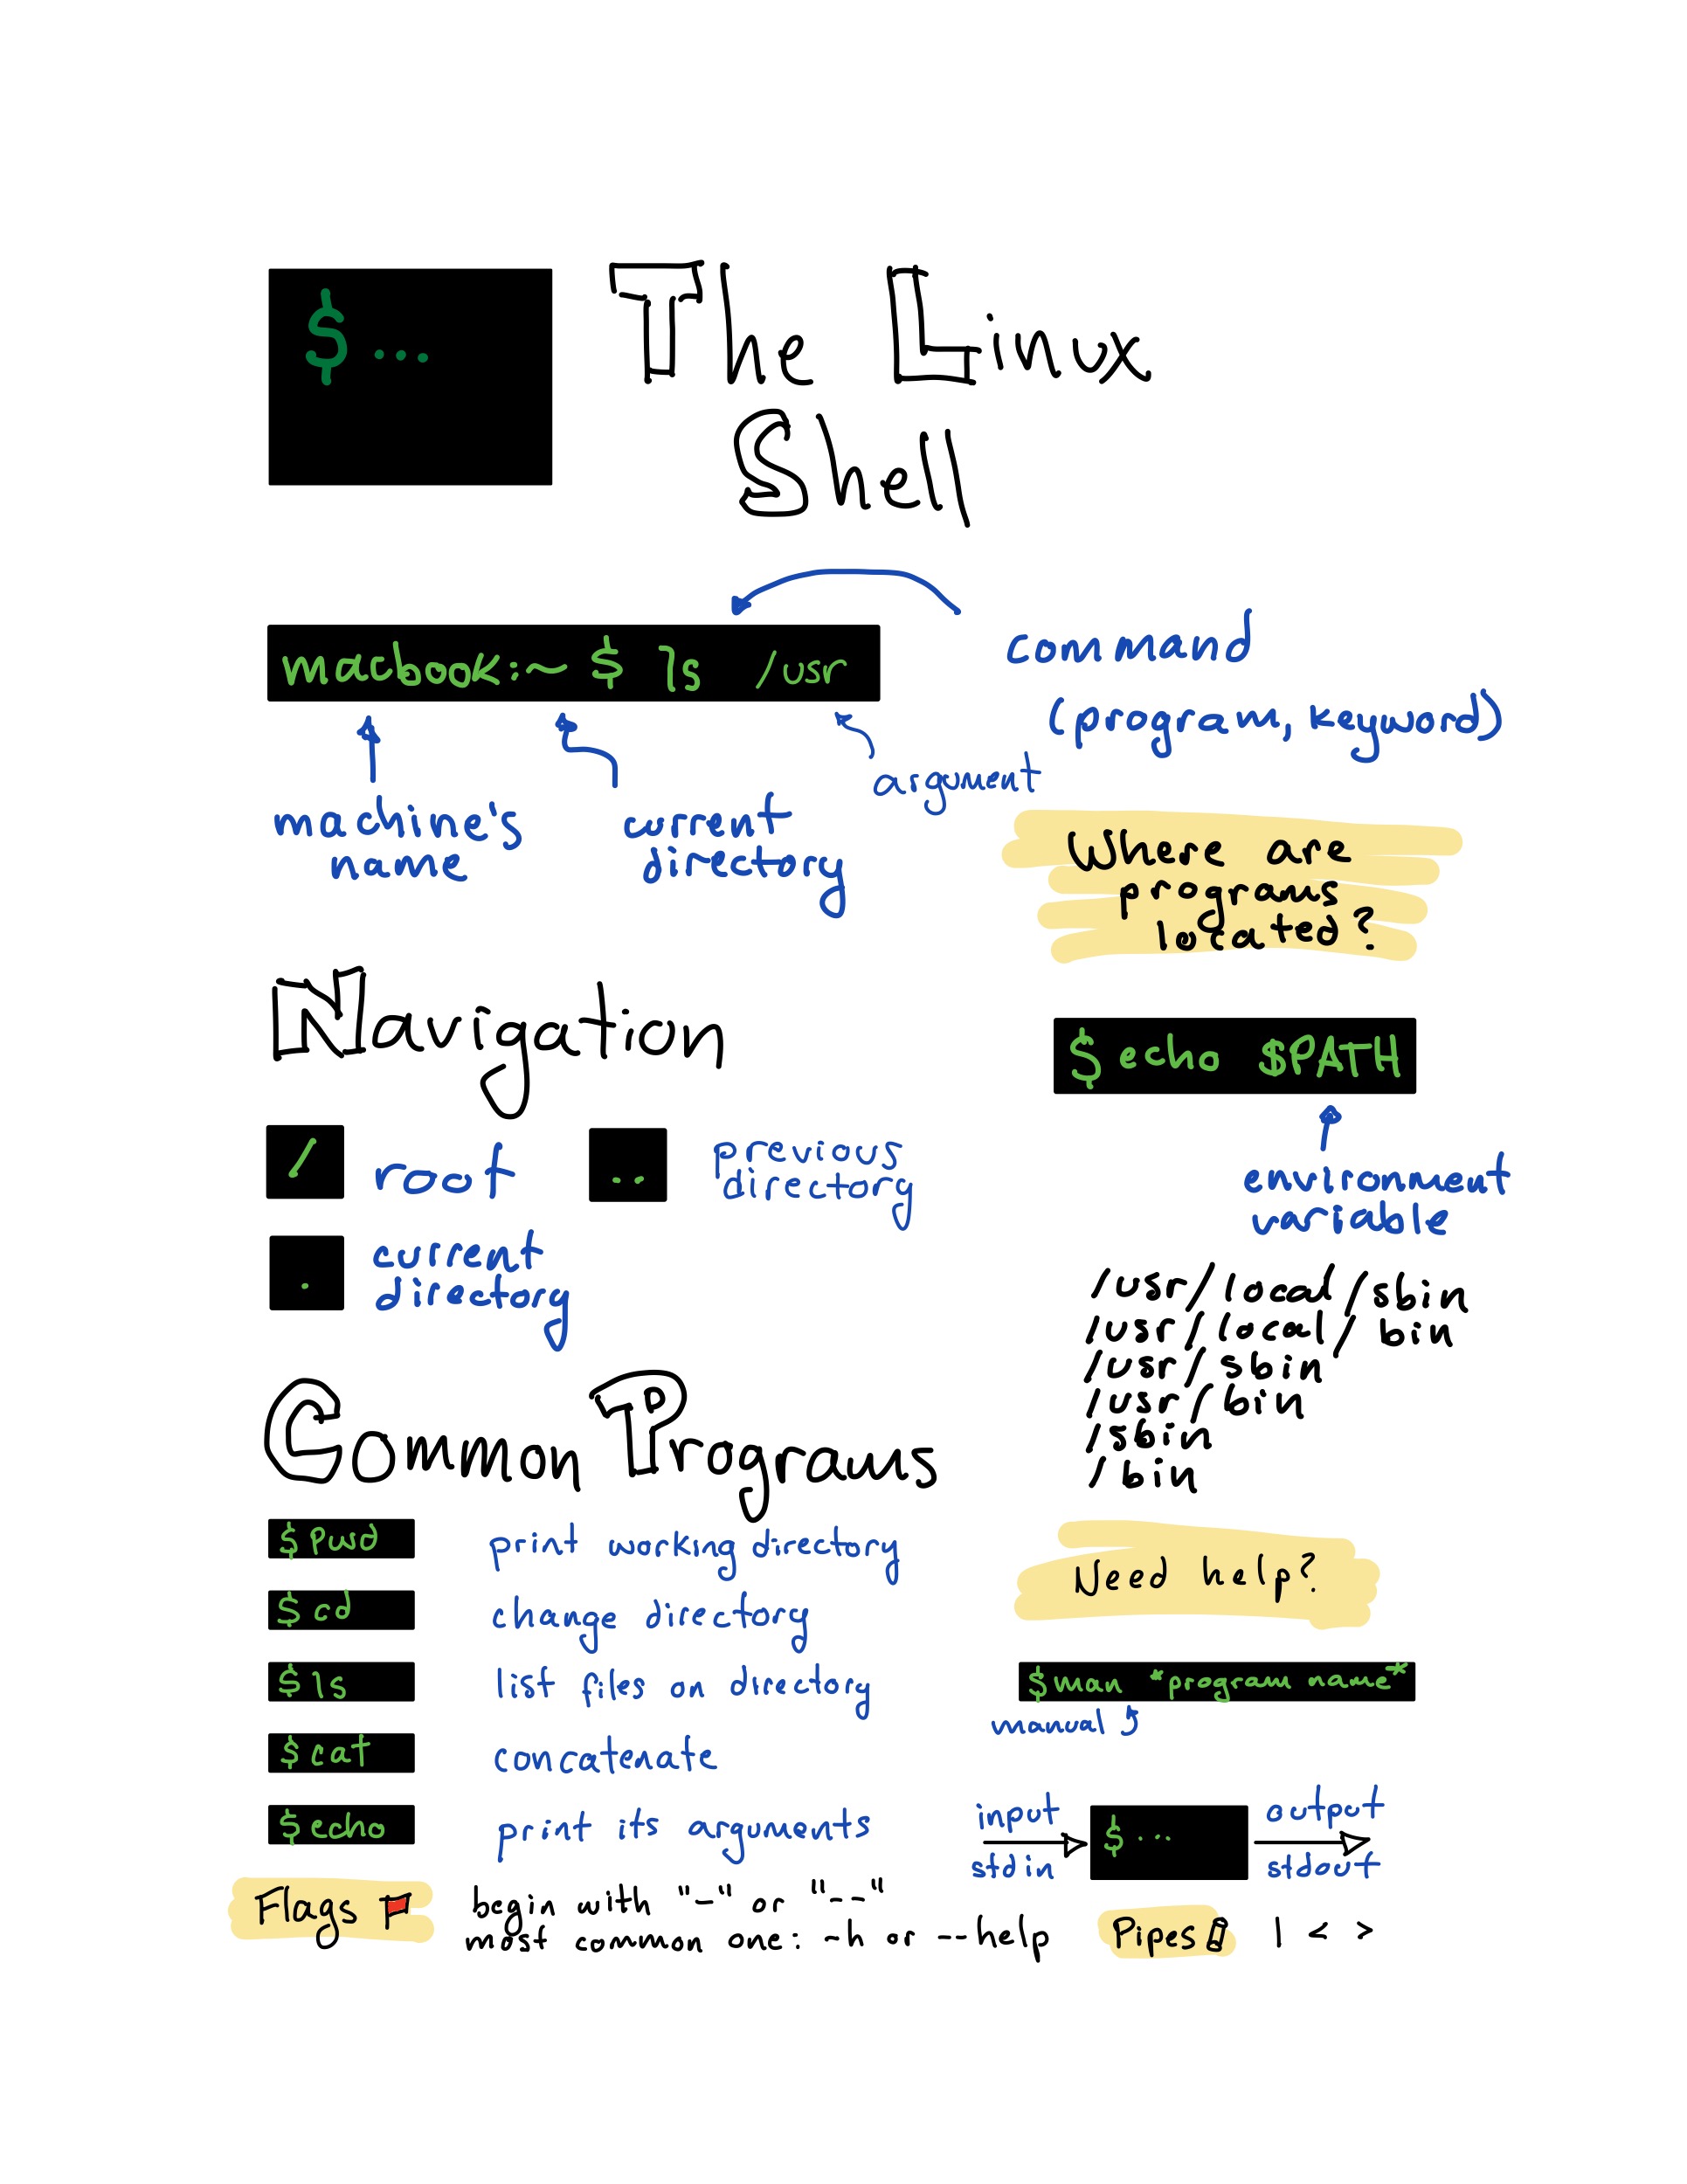 $...
The Linux
Shell
command
(program, keyword)
macbook:~ $ ls /usr
argument
machine's
name
current
directory
Where are
programs
located?
$ echo $PATH
environment
variable
/usr/local/sbin
/usr/local/bin
/usr/sbin
/usr/bin
/sbin
/bin
Navigation
/ root
.. previous
directory
. current
directory
Common Programs
$ pwd print working directory
$ cd change directory
$ ls list files on directory
$ cat concatenate
$ echo print its arguments
Need help?
$ man *program name*
manual
input
stdin
$ ...
output
stdout
Flags begin with "-" or "--"
most common one: -h or --help
Pipes | < >